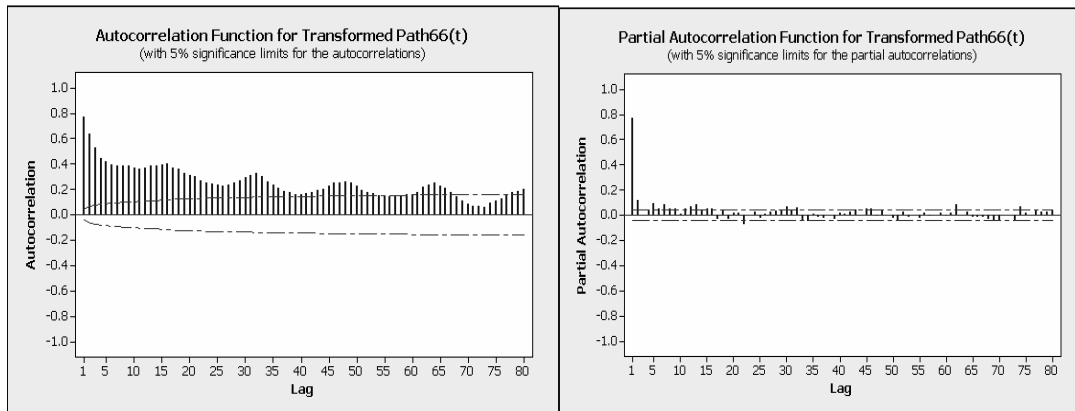 Autocorrelation Function for Transformed Path66(t)
(with 5% significance limits for the autocorrelations)
Autocorrelation
1.0
0.8
0.6
0.4
0.2
0.0
-0.2
-0.4
-0.6
-0.8
-1.0
1 5 10 15 20 25 30 35 40 45 50 55 60 65 70 75 80
Lag
Partial Autocorrelation Function for Transformed Path66(t)
(with 5% significance limits for the partial autocorrelations)
Partial Autocorrelation
1.0
0.8
0.6
0.4
0.2
0.0
-0.2
-0.4
-0.6
-0.8
-1.0
1 5 10 15 20 25 30 35 40 45 50 55 60 65 70 75 80
Lag